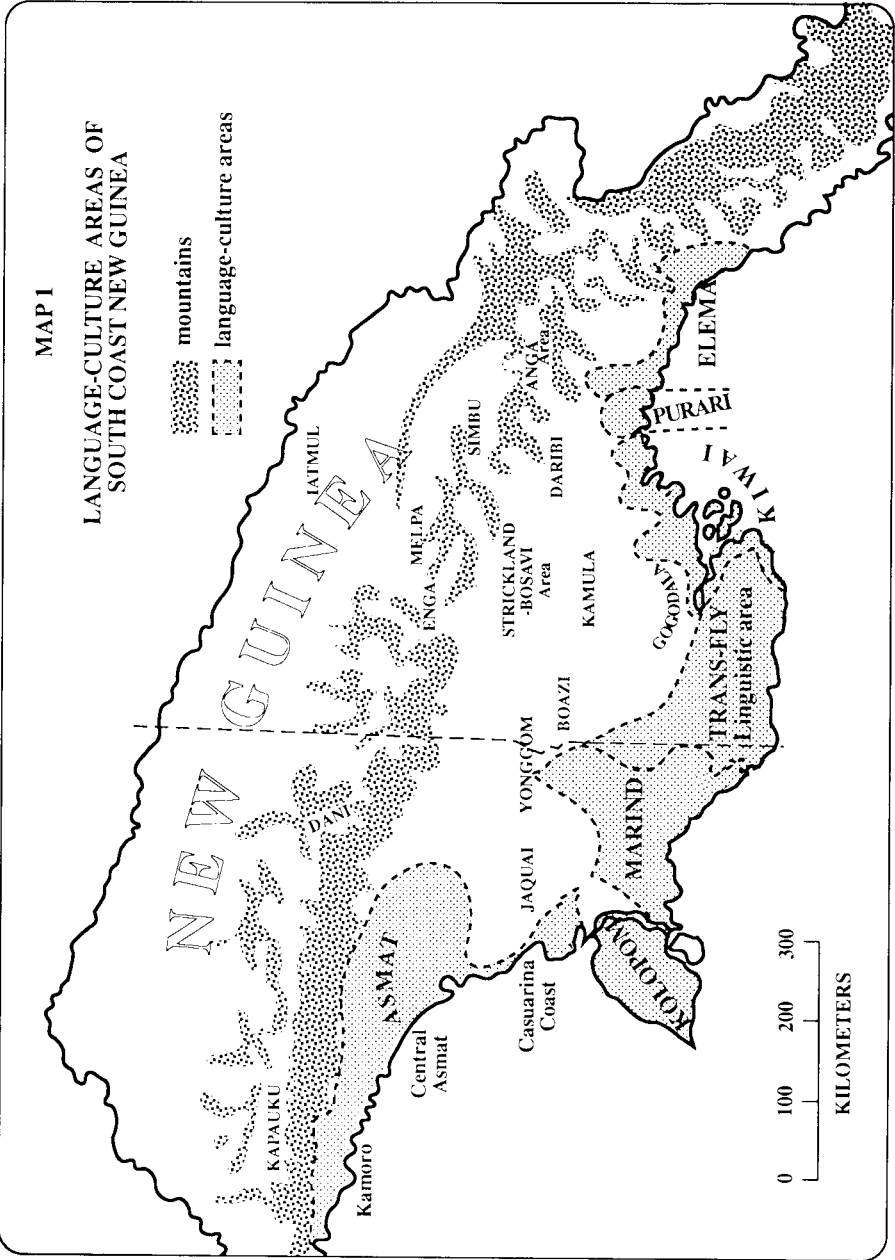 MAP 1
LANGUAGE-CULTURE AREAS OF
SOUTH COAST NEW GUINEA
mountains
language-culture areas
NEW GUINEA
IATMUL
SIMBU
MELPA
ENGA
ANGA
Area
DARIBI
STRICKLAND
-BOSAVI
Area
KAMULA
BOAZI
YONGGOM
JAQUAI
DANI
KAPAUKU
Kamoro
ASMAT
Central
Asmat
Casuarina
Coast
KOLOPOM
MARIND
TRANS-FLY
Linguistic area
GOGODALA
KIWAI
PURARI
ELEMA
0 100 200 300
KILOMETERS